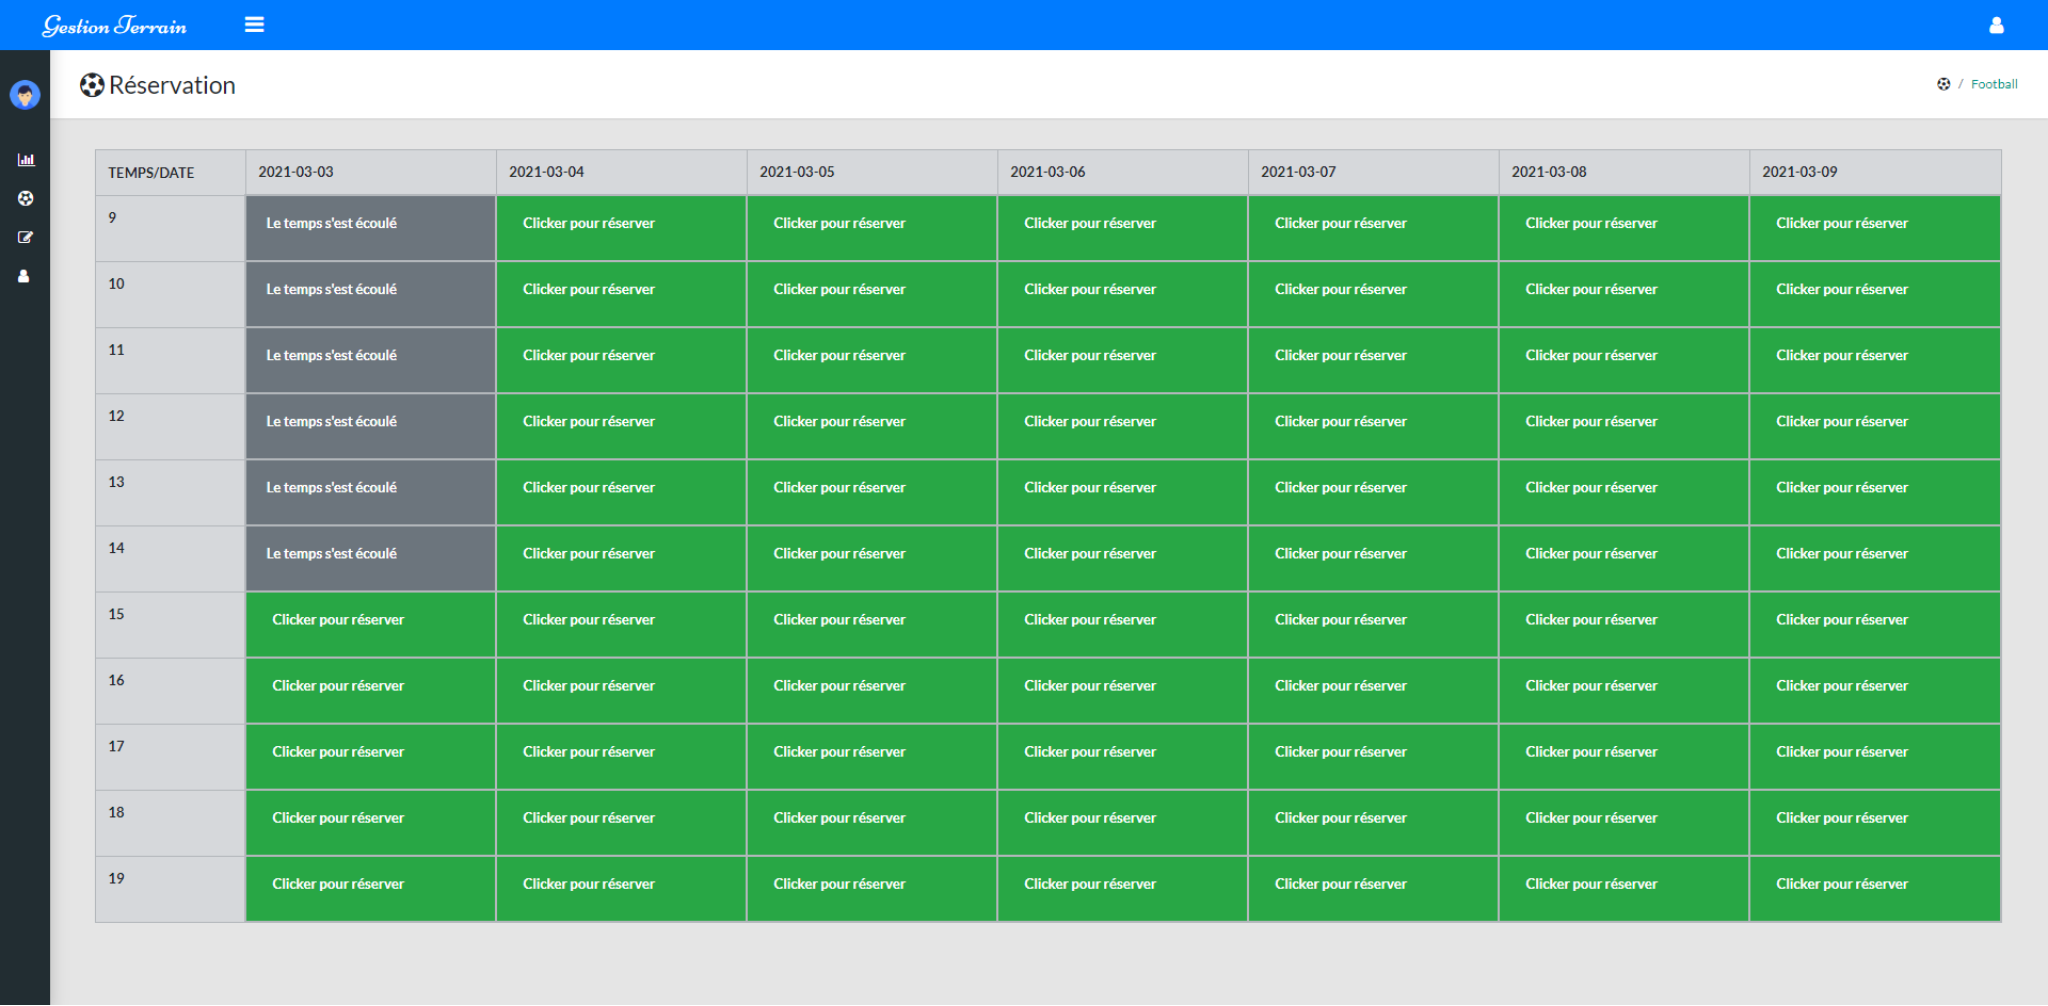 Gestion Terrain
Réservation
/ Football
TEMPS/DATE 2021-03-03 2021-03-04 2021-03-05 2021-03-06 2021-03-07 2021-03-08 2021-03-09
9 Le temps s'est écoulé Clicker pour réserver Clicker pour réserver Clicker pour réserver Clicker pour réserver Clicker pour réserver Clicker pour réserver
10 Le temps s'est écoulé Clicker pour réserver Clicker pour réserver Clicker pour réserver Clicker pour réserver Clicker pour réserver Clicker pour réserver
11 Le temps s'est écoulé Clicker pour réserver Clicker pour réserver Clicker pour réserver Clicker pour réserver Clicker pour réserver Clicker pour réserver
12 Le temps s'est écoulé Clicker pour réserver Clicker pour réserver Clicker pour réserver Clicker pour réserver Clicker pour réserver Clicker pour réserver
13 Le temps s'est écoulé Clicker pour réserver Clicker pour réserver Clicker pour réserver Clicker pour réserver Clicker pour réserver Clicker pour réserver
14 Le temps s'est écoulé Clicker pour réserver Clicker pour réserver Clicker pour réserver Clicker pour réserver Clicker pour réserver Clicker pour réserver
15 Clicker pour réserver Clicker pour réserver Clicker pour réserver Clicker pour réserver Clicker pour réserver Clicker pour réserver Clicker pour réserver
16 Clicker pour réserver Clicker pour réserver Clicker pour réserver Clicker pour réserver Clicker pour réserver Clicker pour réserver Clicker pour réserver
17 Clicker pour réserver Clicker pour réserver Clicker pour réserver Clicker pour réserver Clicker pour réserver Clicker pour réserver Clicker pour réserver
18 Clicker pour réserver Clicker pour réserver Clicker pour réserver Clicker pour réserver Clicker pour réserver Clicker pour réserver Clicker pour réserver
19 Clicker pour réserver Clicker pour réserver Clicker pour réserver Clicker pour réserver Clicker pour réserver Clicker pour réserver Clicker pour réserver